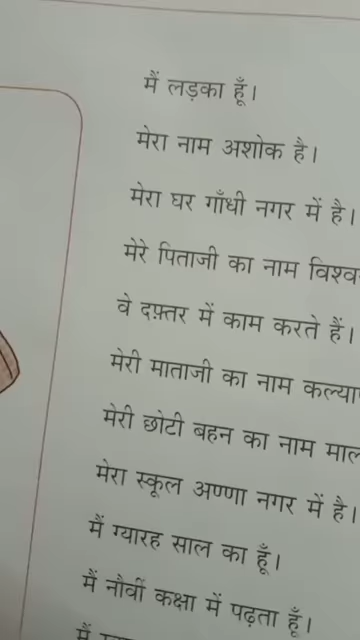 मैं लड़का हूँ।
मेरा नाम अशोक है।
मेरा घर गाँधी नगर में है।
मेरे पिताजी का नाम
वे दफ़्तर में काम करते हैं।
मेरी माताजी का नाम
मेरी छोटी बहन का नाम
मेरा स्कूल अण्णा नगर में है।
मैं ग्यारह साल का हूँ।
मैं नौवीं कक्षा में पढ़ता हूँ।
मैं